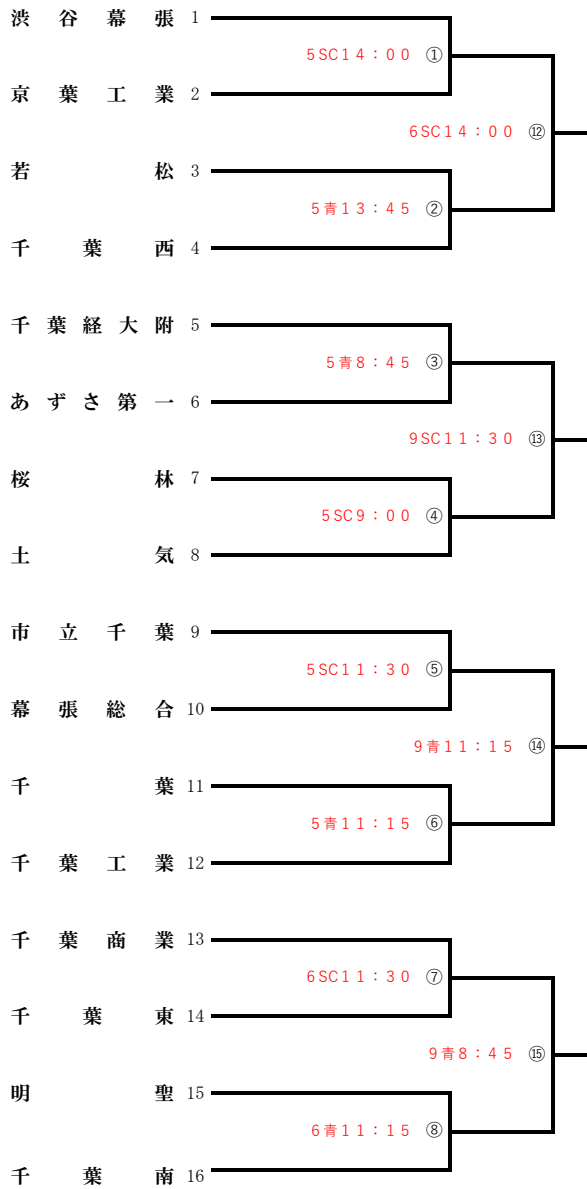 渋谷幕張 1
5SC14：00 ①
京葉工業 2
6SC14：00 ⑫
若松 3
5青13：45 ②
千葉西 4
千葉経大附 5
5青8：45 ③
あずさ第一 6
9SC11：30 ⑬
桜林 7
5SC9：00 ④
土気 8
市立千葉 9
5SC11：30 ⑤
幕張総合 10
9青11：15 ⑭
千葉 11
5青11：15 ⑥
千葉工業 12
千葉商業 13
6SC11：30 ⑦
千葉東 14
9青8：45 ⑮
明聖 15
6青11：15 ⑧
千葉南 16